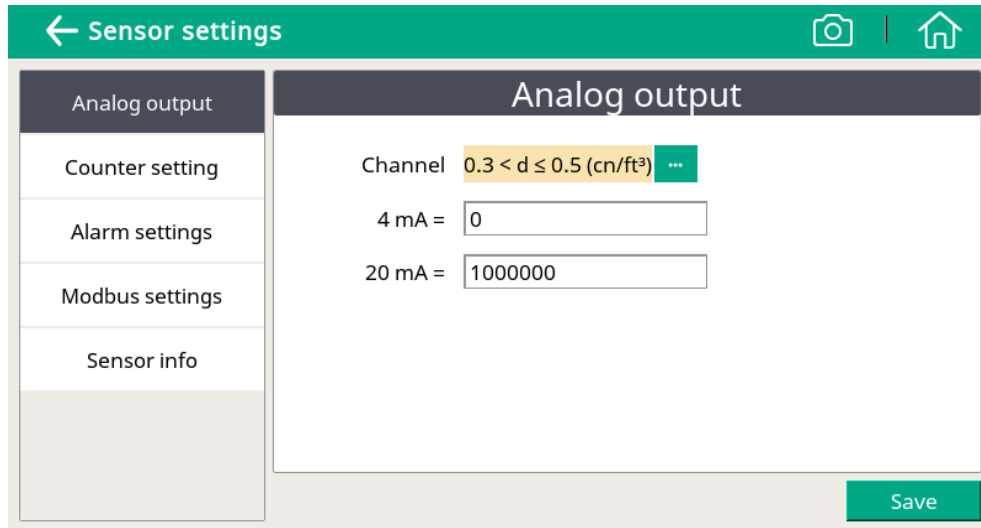 Sensor settings
Analog output
Counter setting
Alarm settings
Modbus settings
Sensor info
Analog output
Channel 0.3 < d ≤ 0.5 (cn/ft³) ...
4 mA = 0
20 mA = 1000000
Save